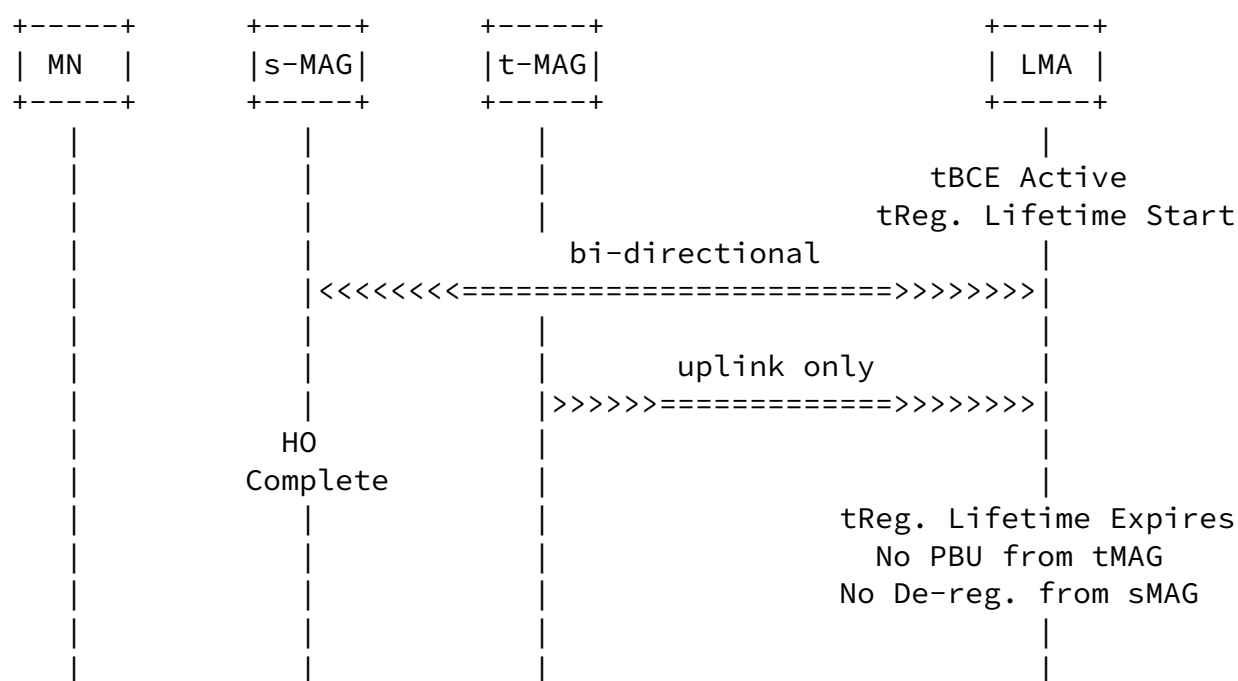 +-----+ +-----+ +-----+ +-----+
| MN | |s-MAG| |t-MAG| | LMA |
+-----+ +-----+ +-----+ +-----+
| | | |
| | | tBCE Active
| | | tReg. Lifetime Start
| | bi-directional |
| |<<<<<<<<========================>>>>>>>>|
| | | |
| | | uplink only |
| | |>>>>>>=============>>>>>>>>|
| HO | |
| Complete | |
| | | tReg. Lifetime Expires
| | | No PBU from tMAG
| | | No De-reg. from sMAG
| | | |
| | | |